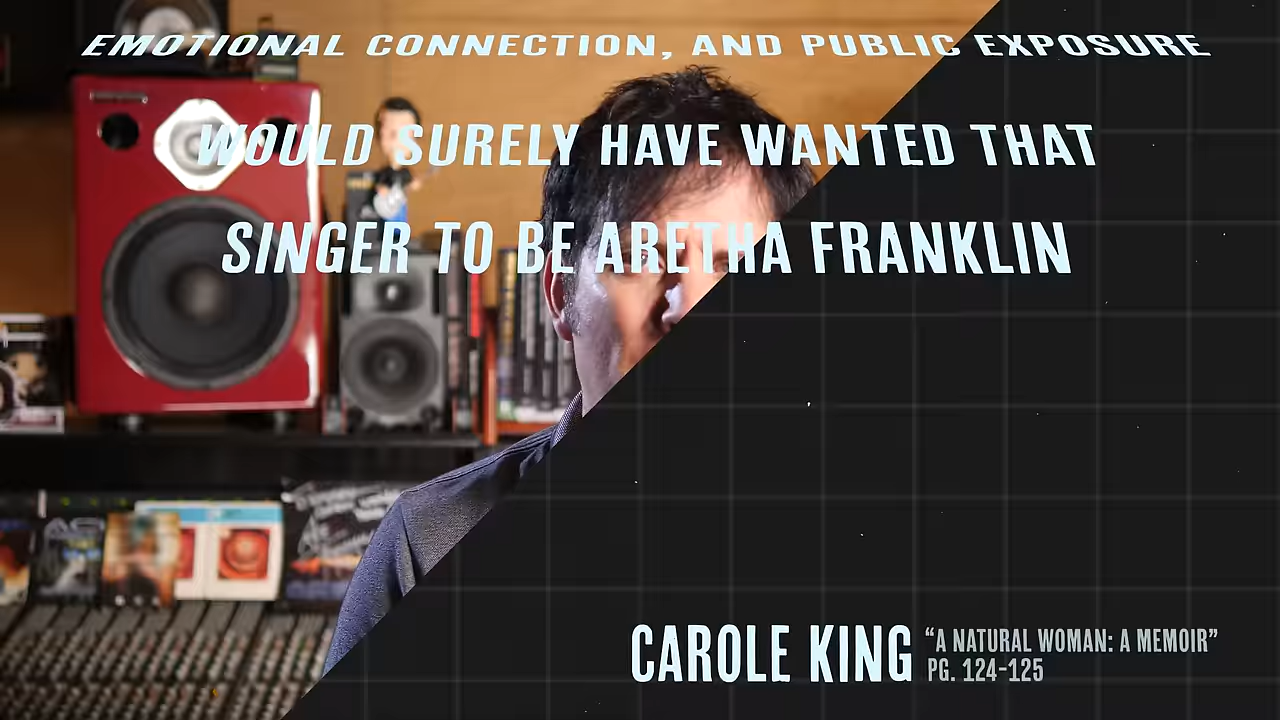 EMOTIONAL CONNECTION, AND PUBLIC EXPOSURE
WOULD SURELY HAVE WANTED THAT
SINGER TO BE ARETHA FRANKLIN
CAROLE KING "A NATURAL WOMAN: A MEMOIR"
PG. 124-125